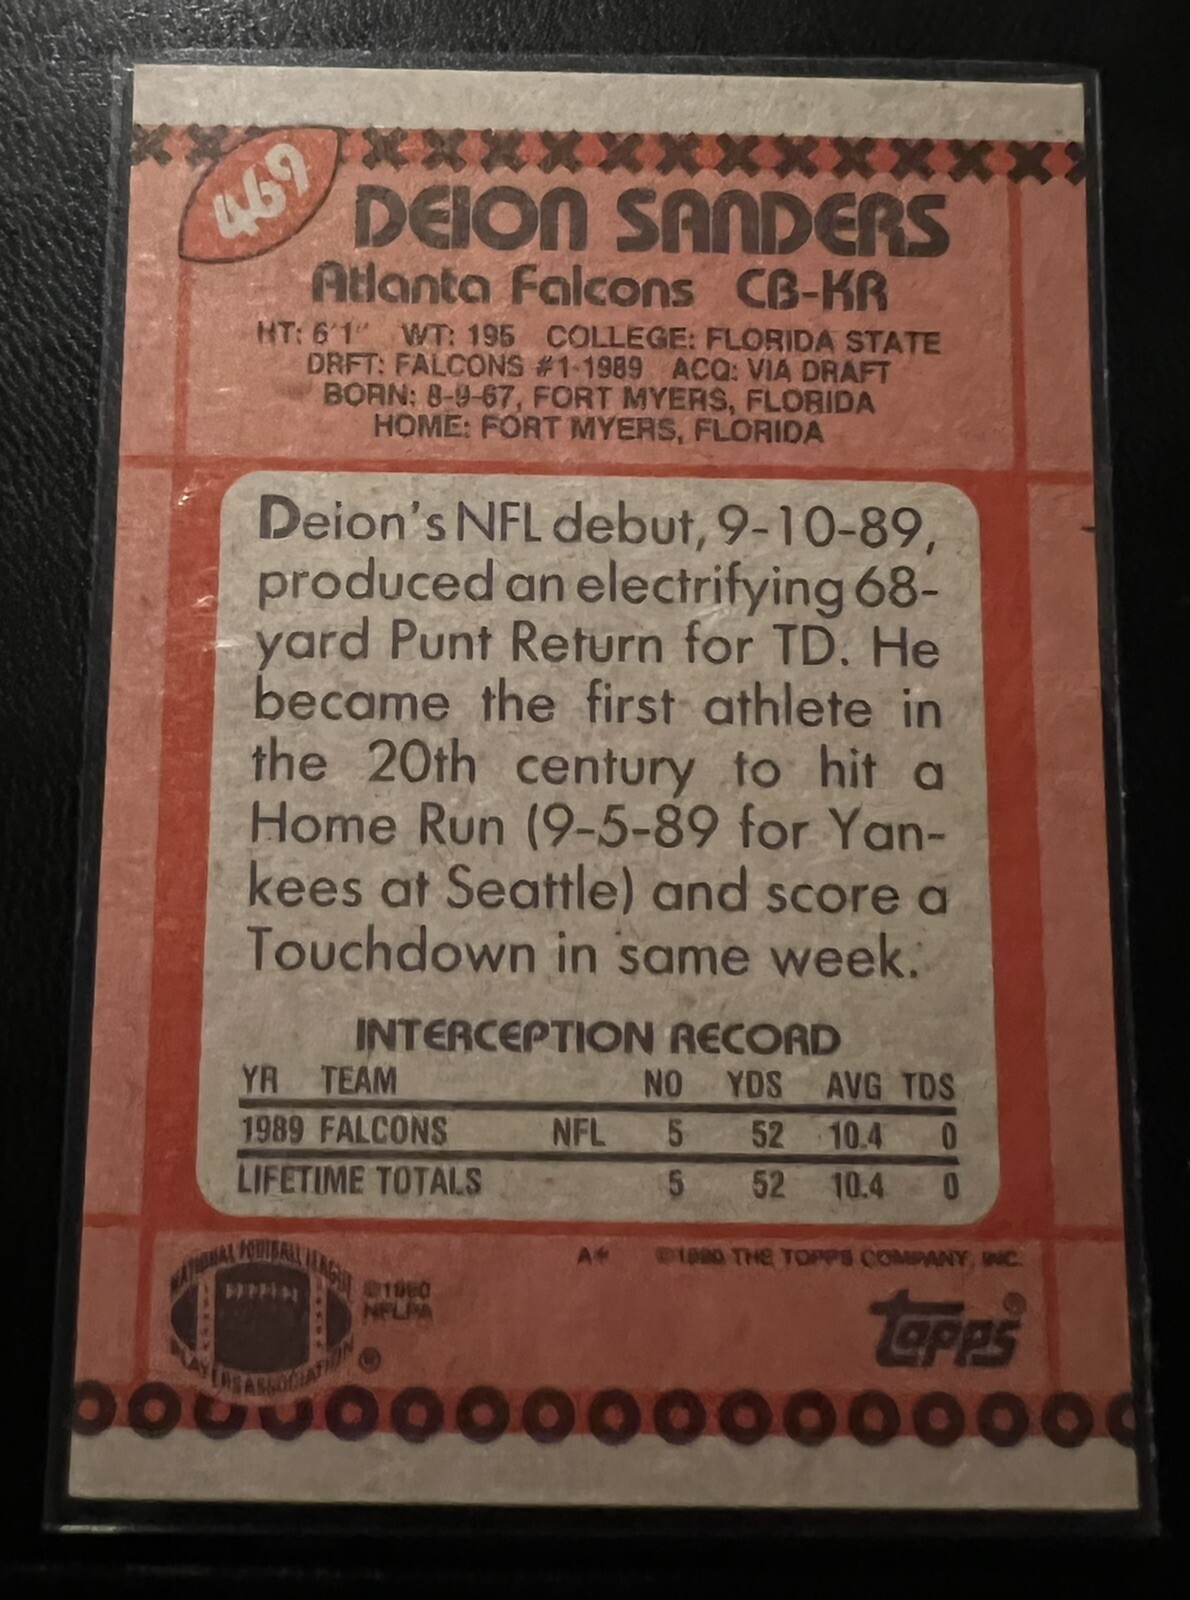 469
DEION SANDERS
Atlanta Falcons CB-KR
HT: 6'1" WT: 195 COLLEGE: FLORIDA STATE
DRFT: FALCONS #1-1989 ACQ: VIA DRAFT
BORN: 8-9-67, FORT MYERS, FLORIDA
HOME: FORT MYERS, FLORIDA
Deion's NFL debut, 9-10-89,
produced an electrifying 68-
yard Punt Return for TD. He
became the first athlete in
the 20th century to hit a
Home Run (9-5-89 for Yan-
kees at Seattle) and score a
Touchdown in same week.
INTERCEPTION RECORD
YR TEAM NO YDS AVG TDS
1989 FALCONS NFL 5 52 10.4 0
LIFETIME TOTALS 5 52 10.4 0
A* ©1990 THE TOPPS COMPANY, INC.
NATIONAL FOOTBALL LEAGUE
PLAYERS ASSOCIATION
©1990
NFLPA
Topps®